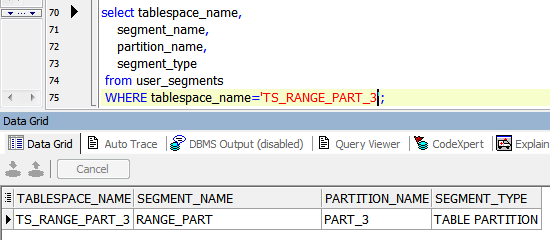 70 select tablespace_name,
71 segment_name,
72 partition_name,
73 segment_type
74 from user_segments
75 WHERE tablespace_name='TS_RANGE_PART_3';
Data Grid
Data Grid Auto Trace DBMS Output (disabled) Query Viewer CodeXpert Explain
Cancel
TABLESPACE_NAME SEGMENT_NAME PARTITION_NAME SEGMENT_TYPE
TS_RANGE_PART_3 RANGE_PART PART_3 TABLE PARTITION